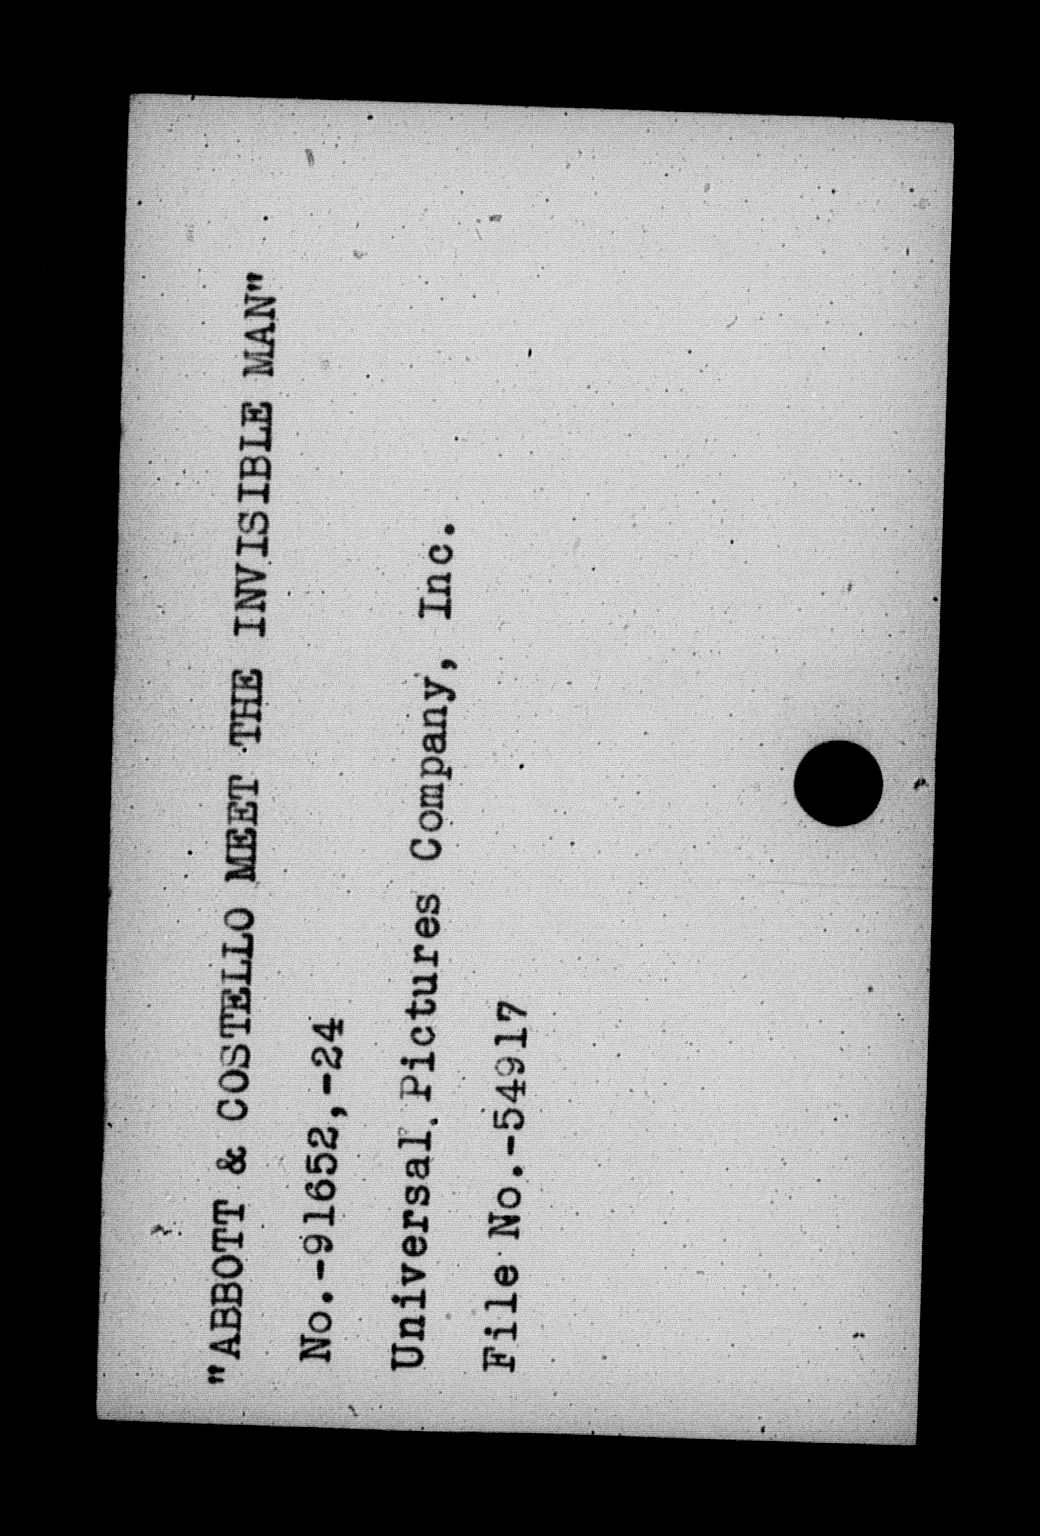 "ABBOTT & COSTELLO MEET THE INVISIBLE MAN"
No.-91652,-24
Universal Pictures Company, Inc.
File No.-54917